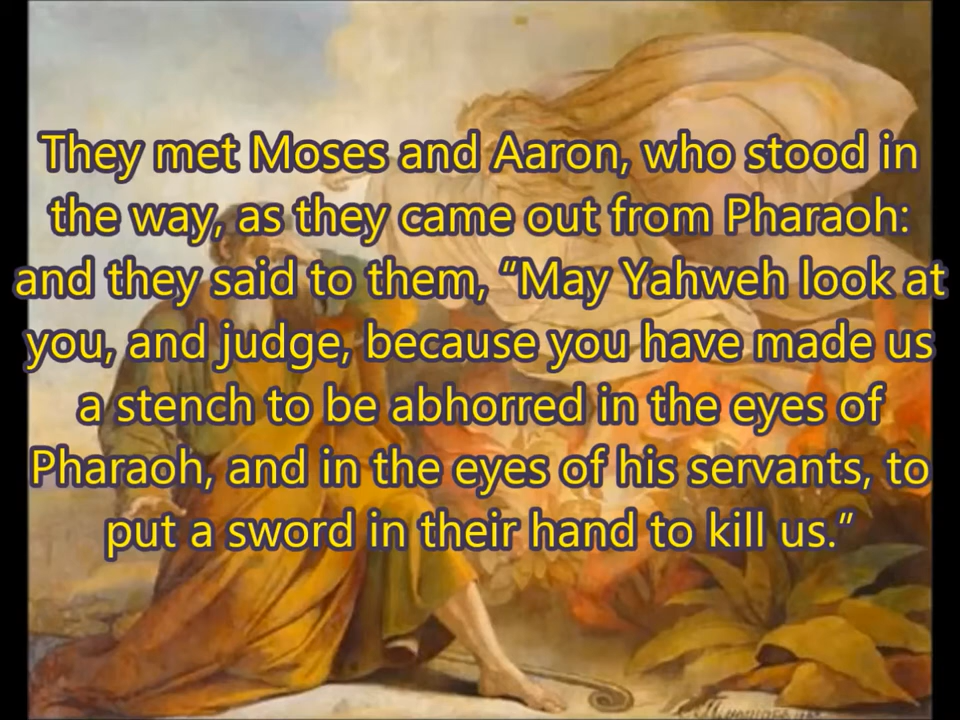 They met Moses and Aaron, who stood in
the way, as they came out from Pharaoh:
and they said to them, “May Yahweh look at
you, and judge, because you have made us
a stench to be abhorred in the eyes of
Pharaoh, and in the eyes of his servants, to
put a sword in their hand to kill us.”